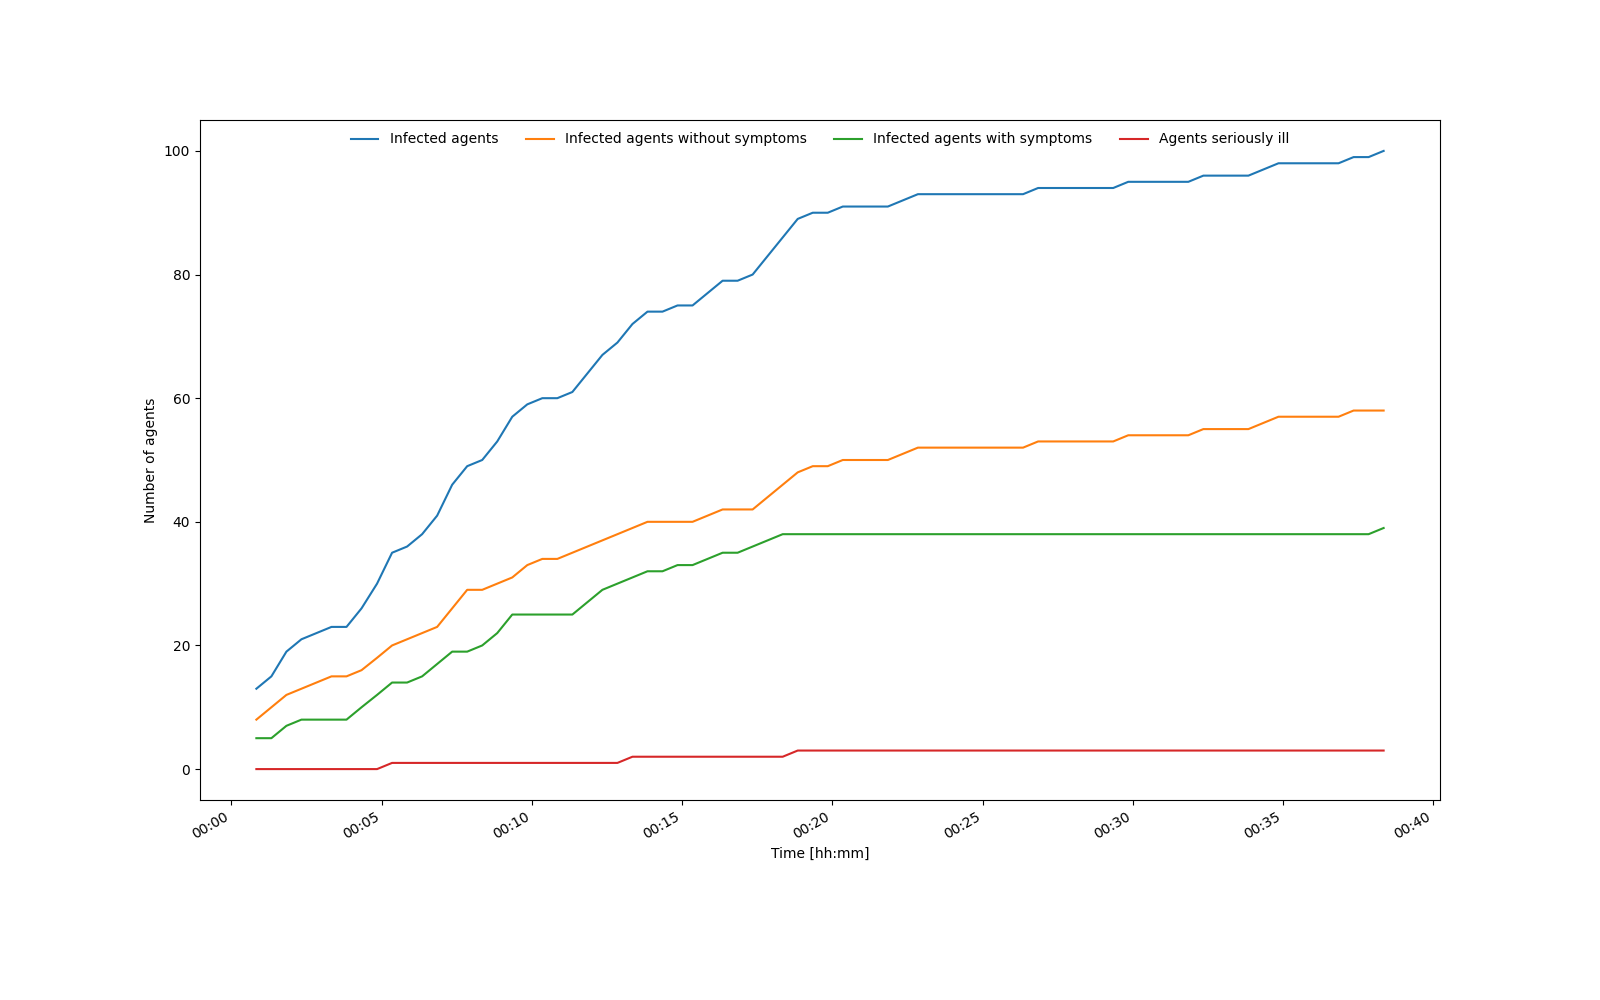 Infected agents Infected agents without symptoms Infected agents with symptoms Agents seriously ill
100
80
60
40
20
0
Number of agents
00:00 00:05 00:10 00:15 00:20 00:25 00:30 00:35 00:40
Time [hh:mm]